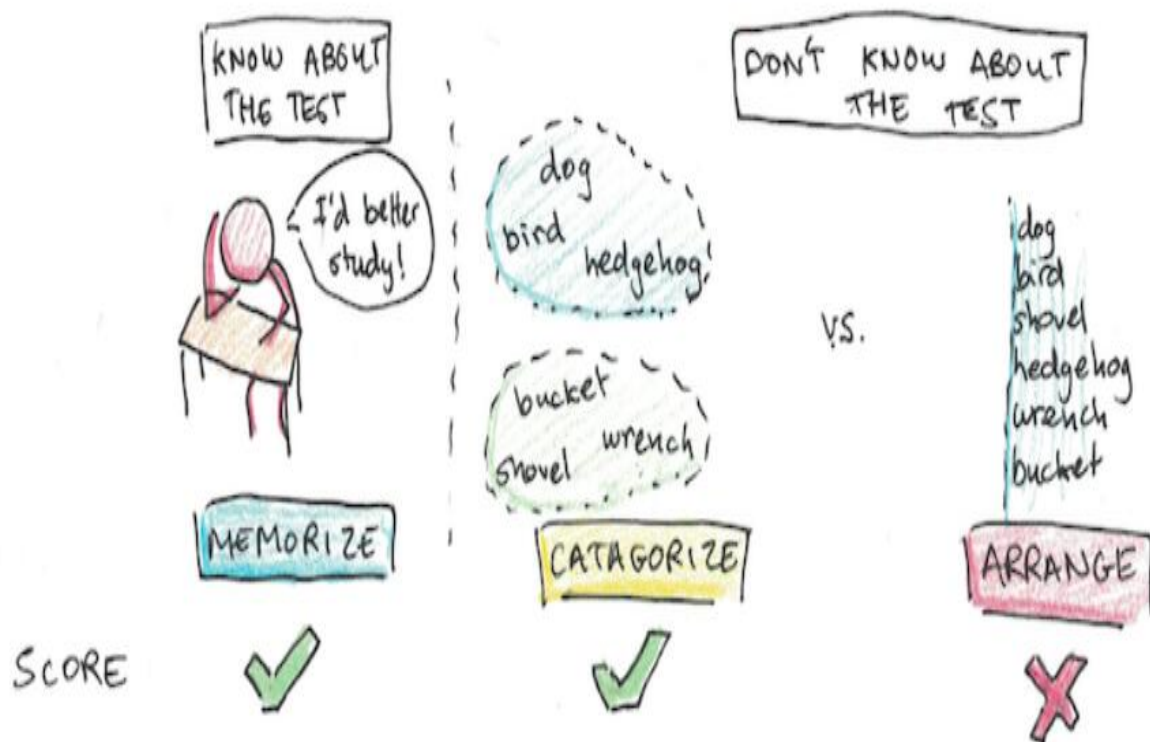 KNOW ABOUT
THE TEST
DON'T KNOW ABOUT
THE TEST
I'd better
study!
dog
bird
hedgehog
bucket
wrench
shovel
V.S.
dog
bird
shovel
hedgehog
wrench
bucket
MEMORIZE
CATAGORIZE
ARRANGE
SCORE